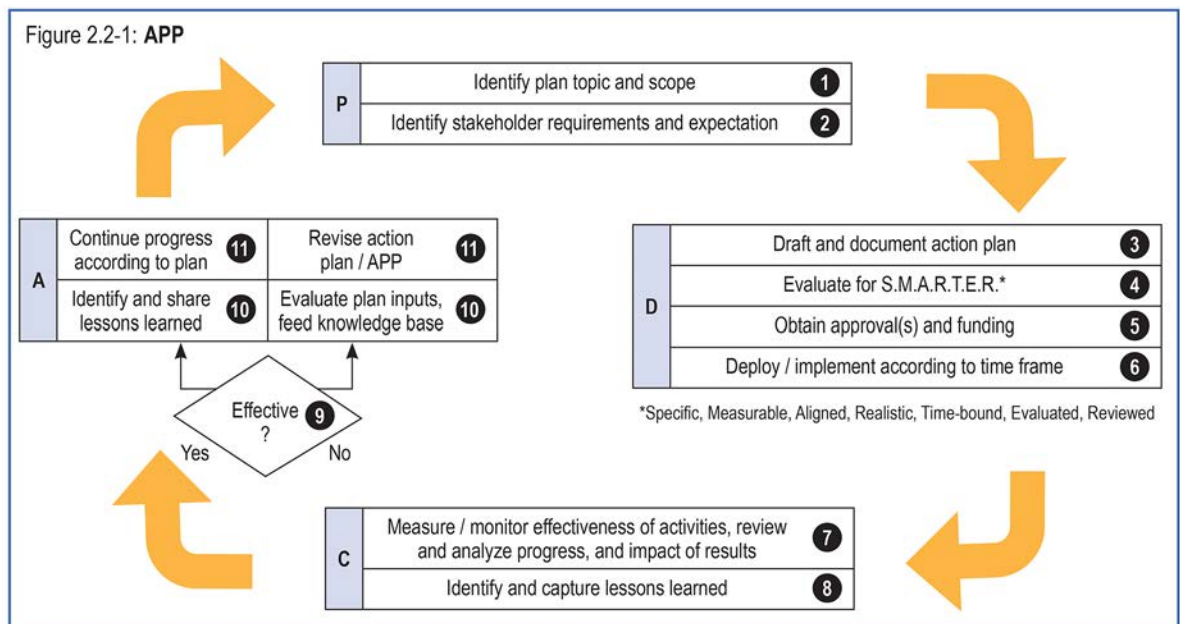 Figure 2.2-1: APP
P
Identify plan topic and scope 1
Identify stakeholder requirements and expectation 2
D
Draft and document action plan 3
Evaluate for S.M.A.R.T.E.R.* 4
Obtain approval(s) and funding 5
Deploy / implement according to time frame 6
*Specific, Measurable, Aligned, Realistic, Time-bound, Evaluated, Reviewed
C
Measure / monitor effectiveness of activities, review
and analyze progress, and impact of results 7
Identify and capture lessons learned 8
Effective 9
?
Yes
No
A
Continue progress
according to plan 11
Identify and share
lessons learned 10
Revise action
plan / APP 11
Evaluate plan inputs,
feed knowledge base 10